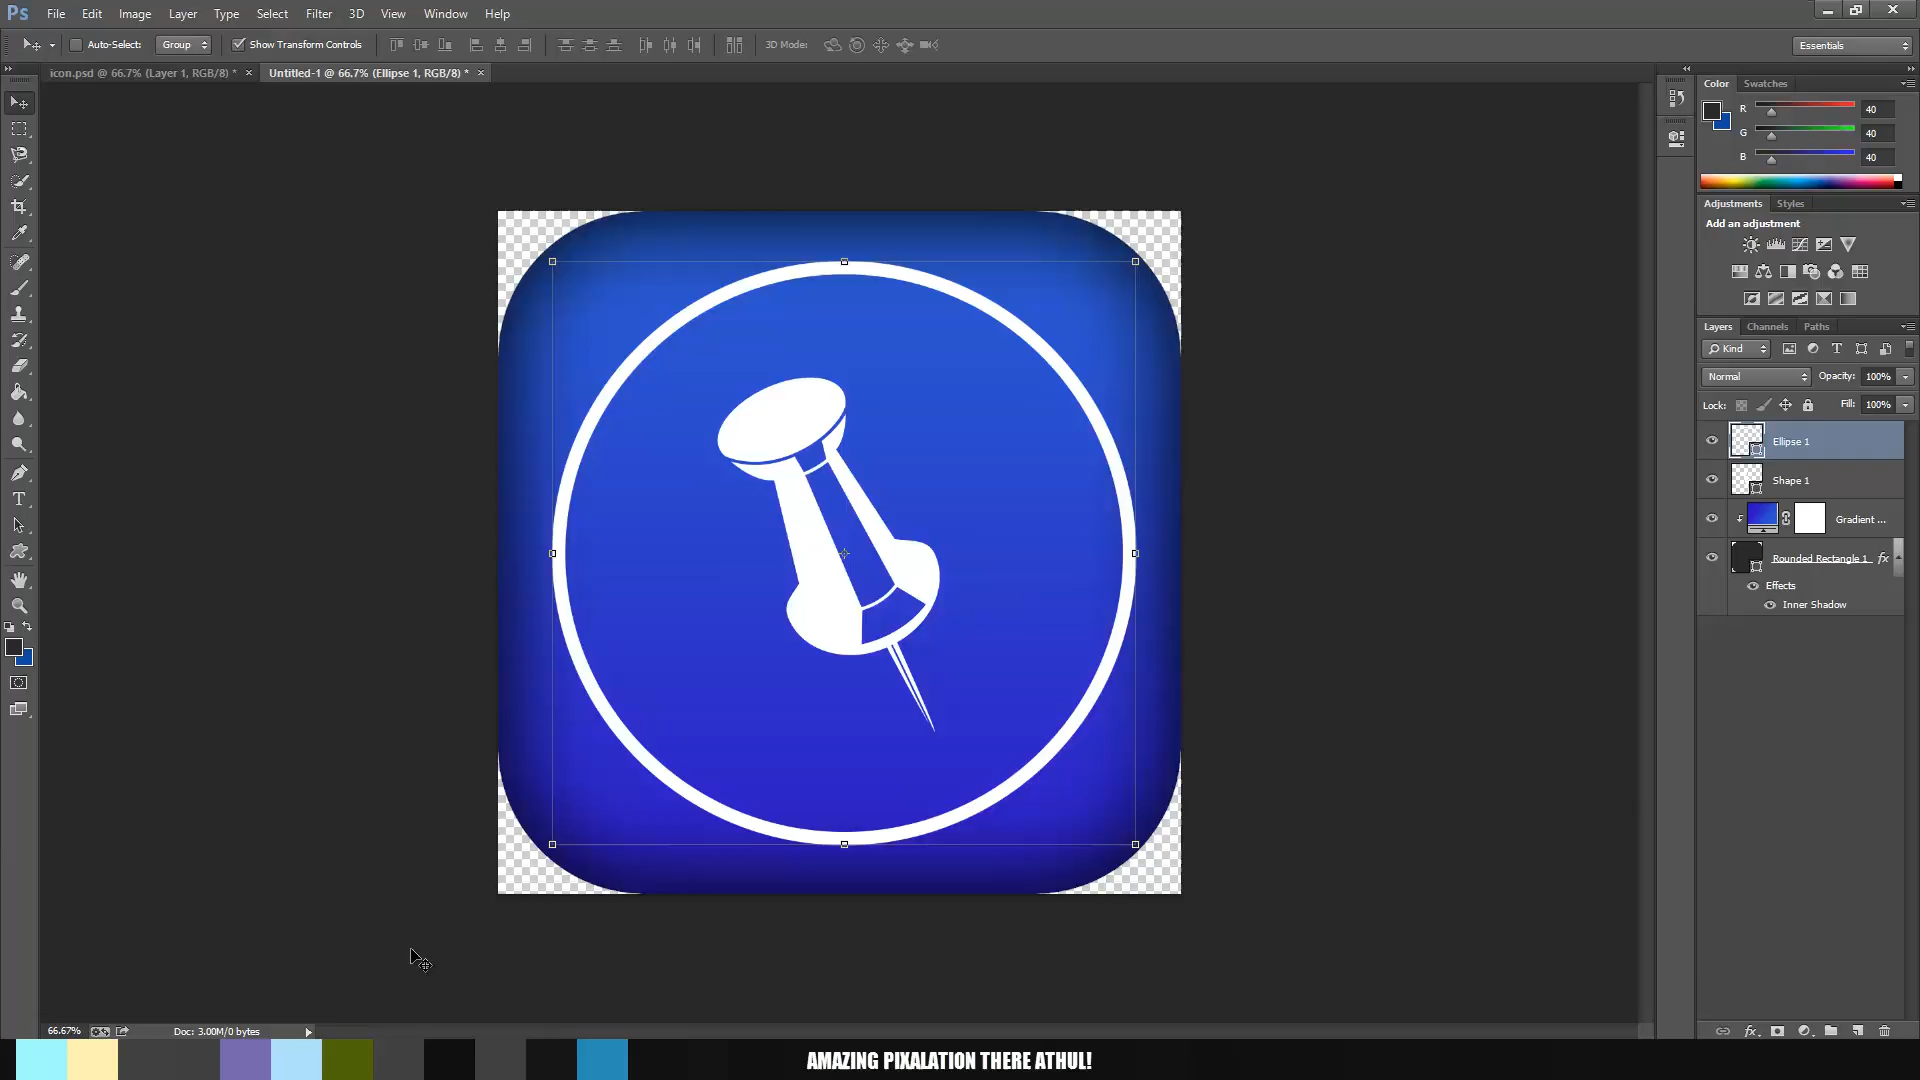 Ps File Edit Image Layer Type Select Filter 3D View Window Help
Auto-Select: Group Show Transform Controls 3D Mode: Essentials
icon.psd @ 66.7% (Layer 1, RGB/8) * × Untitled-1 @ 66.7% (Ellipse 1, RGB/8) * ×
Color Swatches
R 40
G 40
B 40
Adjustments Styles
Add an adjustment
Layers Channels Paths
Kind
Normal Opacity: 100%
Lock: Fill: 100%
Ellipse 1
Shape 1
Gradient ...
Rounded Rectangle 1 fx
Effects
Inner Shadow
66.67% Doc: 3.00M/0 bytes
AMAZING PIXALATION THERE ATHUL!